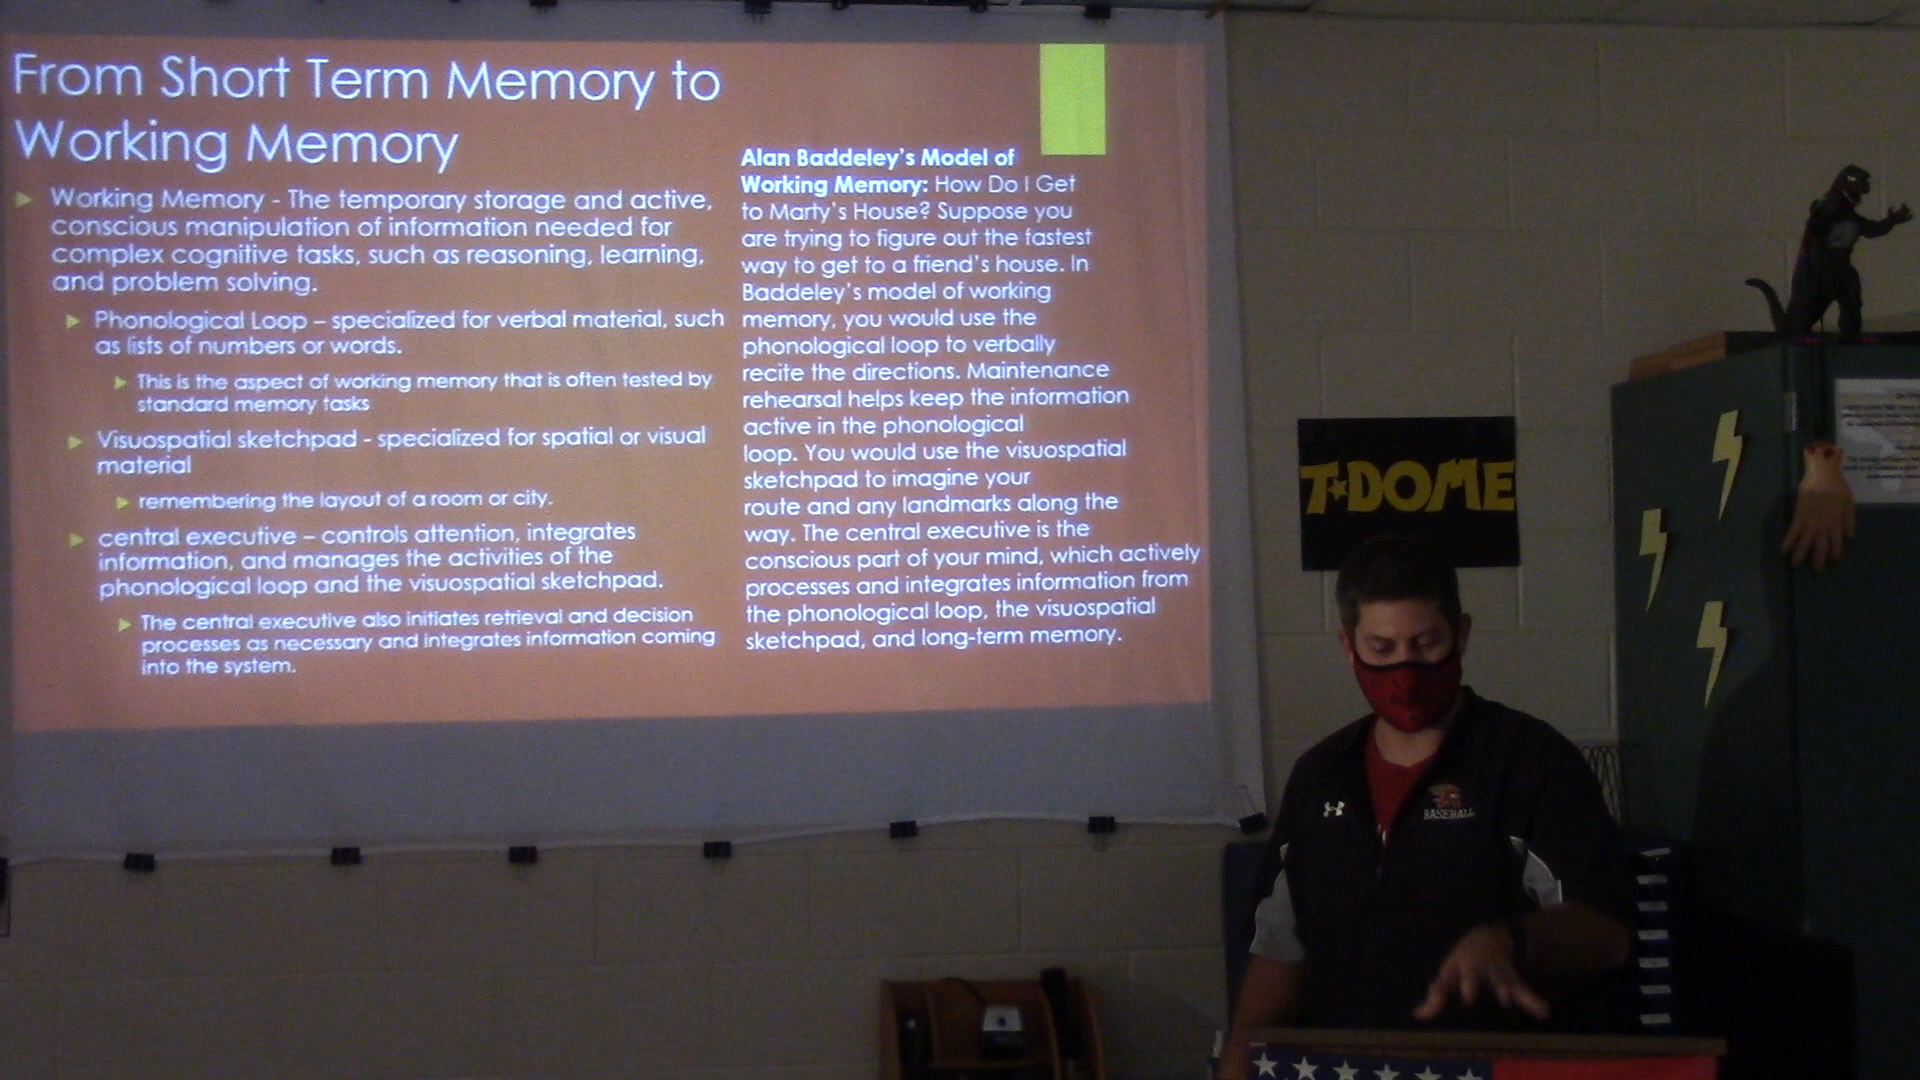 From Short Term Memory to
Working Memory
Working Memory - The temporary storage and active,
conscious manipulation of information needed for
complex cognitive tasks, such as reasoning, learning,
and problem solving.
Phonological Loop – specialized for verbal material, such
as lists of numbers or words.
This is the aspect of working memory that is often tested by
standard memory tasks
Visuospatial sketchpad - specialized for spatial or visual
material
remembering the layout of a room or city.
central executive – controls attention, integrates
information, and manages the activities of the
phonological loop and the visuospatial sketchpad.
The central executive also initiates retrieval and decision
processes as necessary and integrates information coming
into the system.
Alan Baddeley's Model of
Working Memory: How Do I Get
to Marty's House? Suppose you
are trying to figure out the fastest
way to get to a friend's house. In
Baddeley's model of working
memory, you would use the
phonological loop to verbally
recite the directions. Maintenance
rehearsal helps keep the information
active in the phonological
loop. You would use the visuospatial
sketchpad to imagine your
route and any landmarks along the
way. The central executive is the
conscious part of your mind, which actively
processes and integrates information from
the phonological loop, the visuospatial
sketchpad, and long-term memory.
T★DOME
BASEBALL